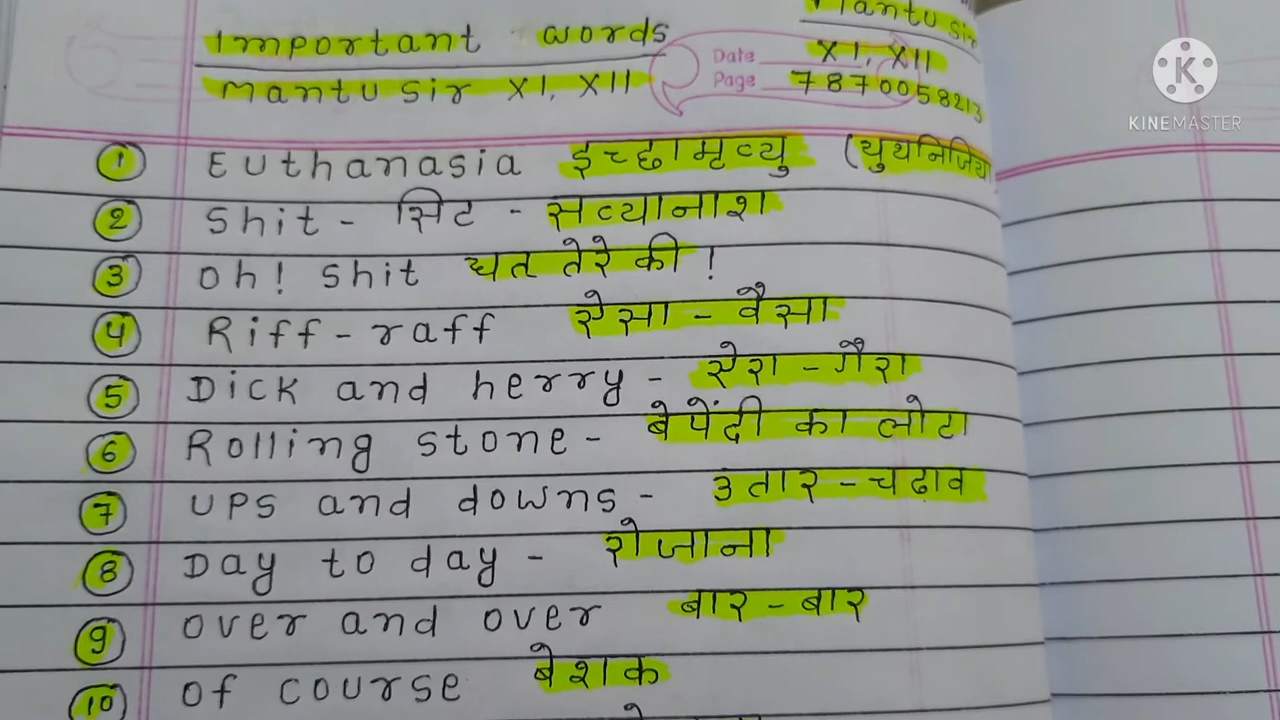 Important words
Mantu sir XI, XII
Mantu sir
Date XI, XII
Page 7870058213
KINEMASTER
1 Euthanasia इच्छामृत्यु (युथनिजिया
2 Shit - सिट - सत्यानाश
3 Oh! Shit धत तेरे की!
4 Riff-raff ऐसा - वैसा
5 Dick and herry - ऐरा - गैरा
6 Rolling stone - बेपेंदी का लोटा
7 UPS and downs - उतार - चढ़ाव
8 Day to day - रोजाना
9 over and over बार - बार
10 of course बेशक